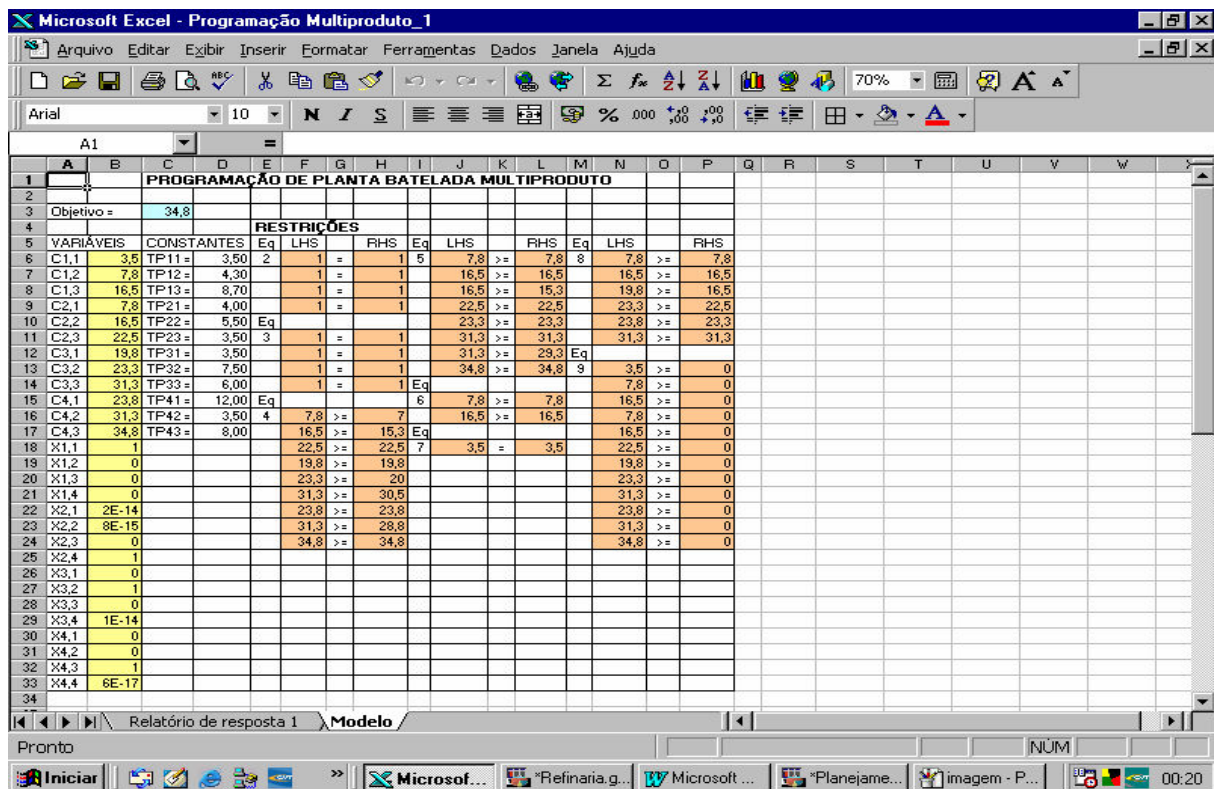 Microsoft Excel - Programação Multiproduto_1
Arquivo Editar Exibir Inserir Formatar Ferramentas Dados Janela Ajuda
70%
Arial 10 N I S % 000
A1 =
A B C D E F G H I J K L M N O P Q R S T U V W
1 PROGRAMAÇÃO DE PLANTA BATELADA MULTIPRODUTO
2
3 Objetivo = 34,8
4 RESTRIÇÕES
5 VARIÁVEIS CONSTANTES Eq LHS RHS Eq LHS RHS Eq LHS RHS
6 C1,1 3,5 TP11 = 3,50 2 1 = 1 5 7,8 >= 7,8 8 7,8 >= 7,8
7 C1,2 7,8 TP12 = 4,30 1 = 1 16,5 >= 16,5 16,5 >= 16,5
8 C1,3 16,5 TP13 = 8,70 1 = 1 16,5 >= 15,3 19,8 >= 16,5
9 C2,1 7,8 TP21 = 4,00 1 = 1 22,5 >= 22,5 23,3 >= 22,5
10 C2,2 16,5 TP22 = 5,50 Eq 23,3 >= 23,3 23,8 >= 23,3
11 C2,3 22,5 TP23 = 3,50 3 1 = 1 31,3 >= 31,3 31,3 >= 31,3
12 C3,1 19,8 TP31 = 3,50 1 = 1 31,3 >= 29,3 Eq
13 C3,2 23,3 TP32 = 7,50 1 = 1 34,8 >= 34,8 9 3,5 >= 0
14 C3,3 31,3 TP33 = 6,00 1 = 1 Eq 7,8 >= 0
15 C4,1 23,8 TP41 = 12,00 Eq 6 7,8 >= 7,8 16,5 >= 0
16 C4,2 31,3 TP42 = 3,50 4 7,8 >= 7 16,5 >= 16,5 7,8 >= 0
17 C4,3 34,8 TP43 = 8,00 16,5 >= 15,3 Eq 16,5 >= 0
18 X1,1 1 22,5 >= 22,5 7 3,5 = 3,5 22,5 >= 0
19 X1,2 0 19,8 >= 19,8 19,8 >= 0
20 X1,3 0 23,3 >= 20 23,3 >= 0
21 X1,4 0 31,3 >= 30,5 31,3 >= 0
22 X2,1 2E-14 23,8 >= 23,8 23,8 >= 0
23 X2,2 8E-15 31,3 >= 28,8 31,3 >= 0
24 X2,3 0 34,8 >= 34,8 34,8 >= 0
25 X2,4 1
26 X3,1 0
27 X3,2 1
28 X3,3 0
29 X3,4 1E-14
30 X4,1 0
31 X4,2 0
32 X4,3 1
33 X4,4 6E-17
34
Relatório de resposta 1 Modelo
Pronto NÚM
Iniciar » Microsof... *Refinaria.g... Microsoft ... *Planejame... imagem - P... 00:20